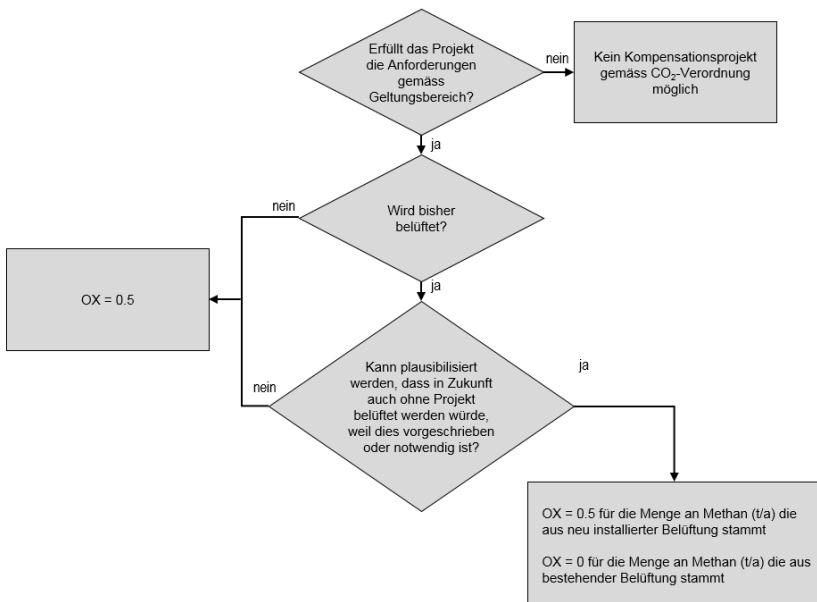 Erfüllt das Projekt
die Anforderungen
gemäss
Geltungsbereich?
nein
Kein Kompensationsprojekt
gemäss CO₂-Verordnung
möglich
ja
Wird bisher
belüftet?
nein
ja
OX = 0.5
Kann plausibilisiert
werden, dass in Zukunft
auch ohne Projekt
belüftet werden würde,
weil dies vorgeschrieben
oder notwendig ist?
nein
ja
OX = 0.5 für die Menge an Methan (t/a) die
aus neu installierter Belüftung stammt
OX = 0 für die Menge an Methan (t/a) die aus
bestehender Belüftung stammt